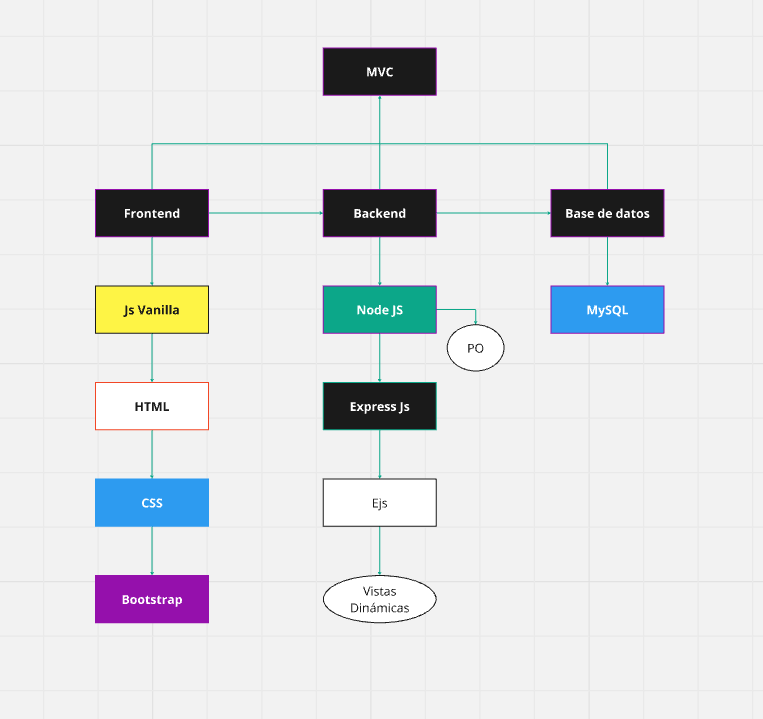 MVC
Frontend
Backend
Base de datos
Js Vanilla
Node JS
MySQL
PO
HTML
Express Js
CSS
Ejs
Bootstrap
Vistas
Dinámicas